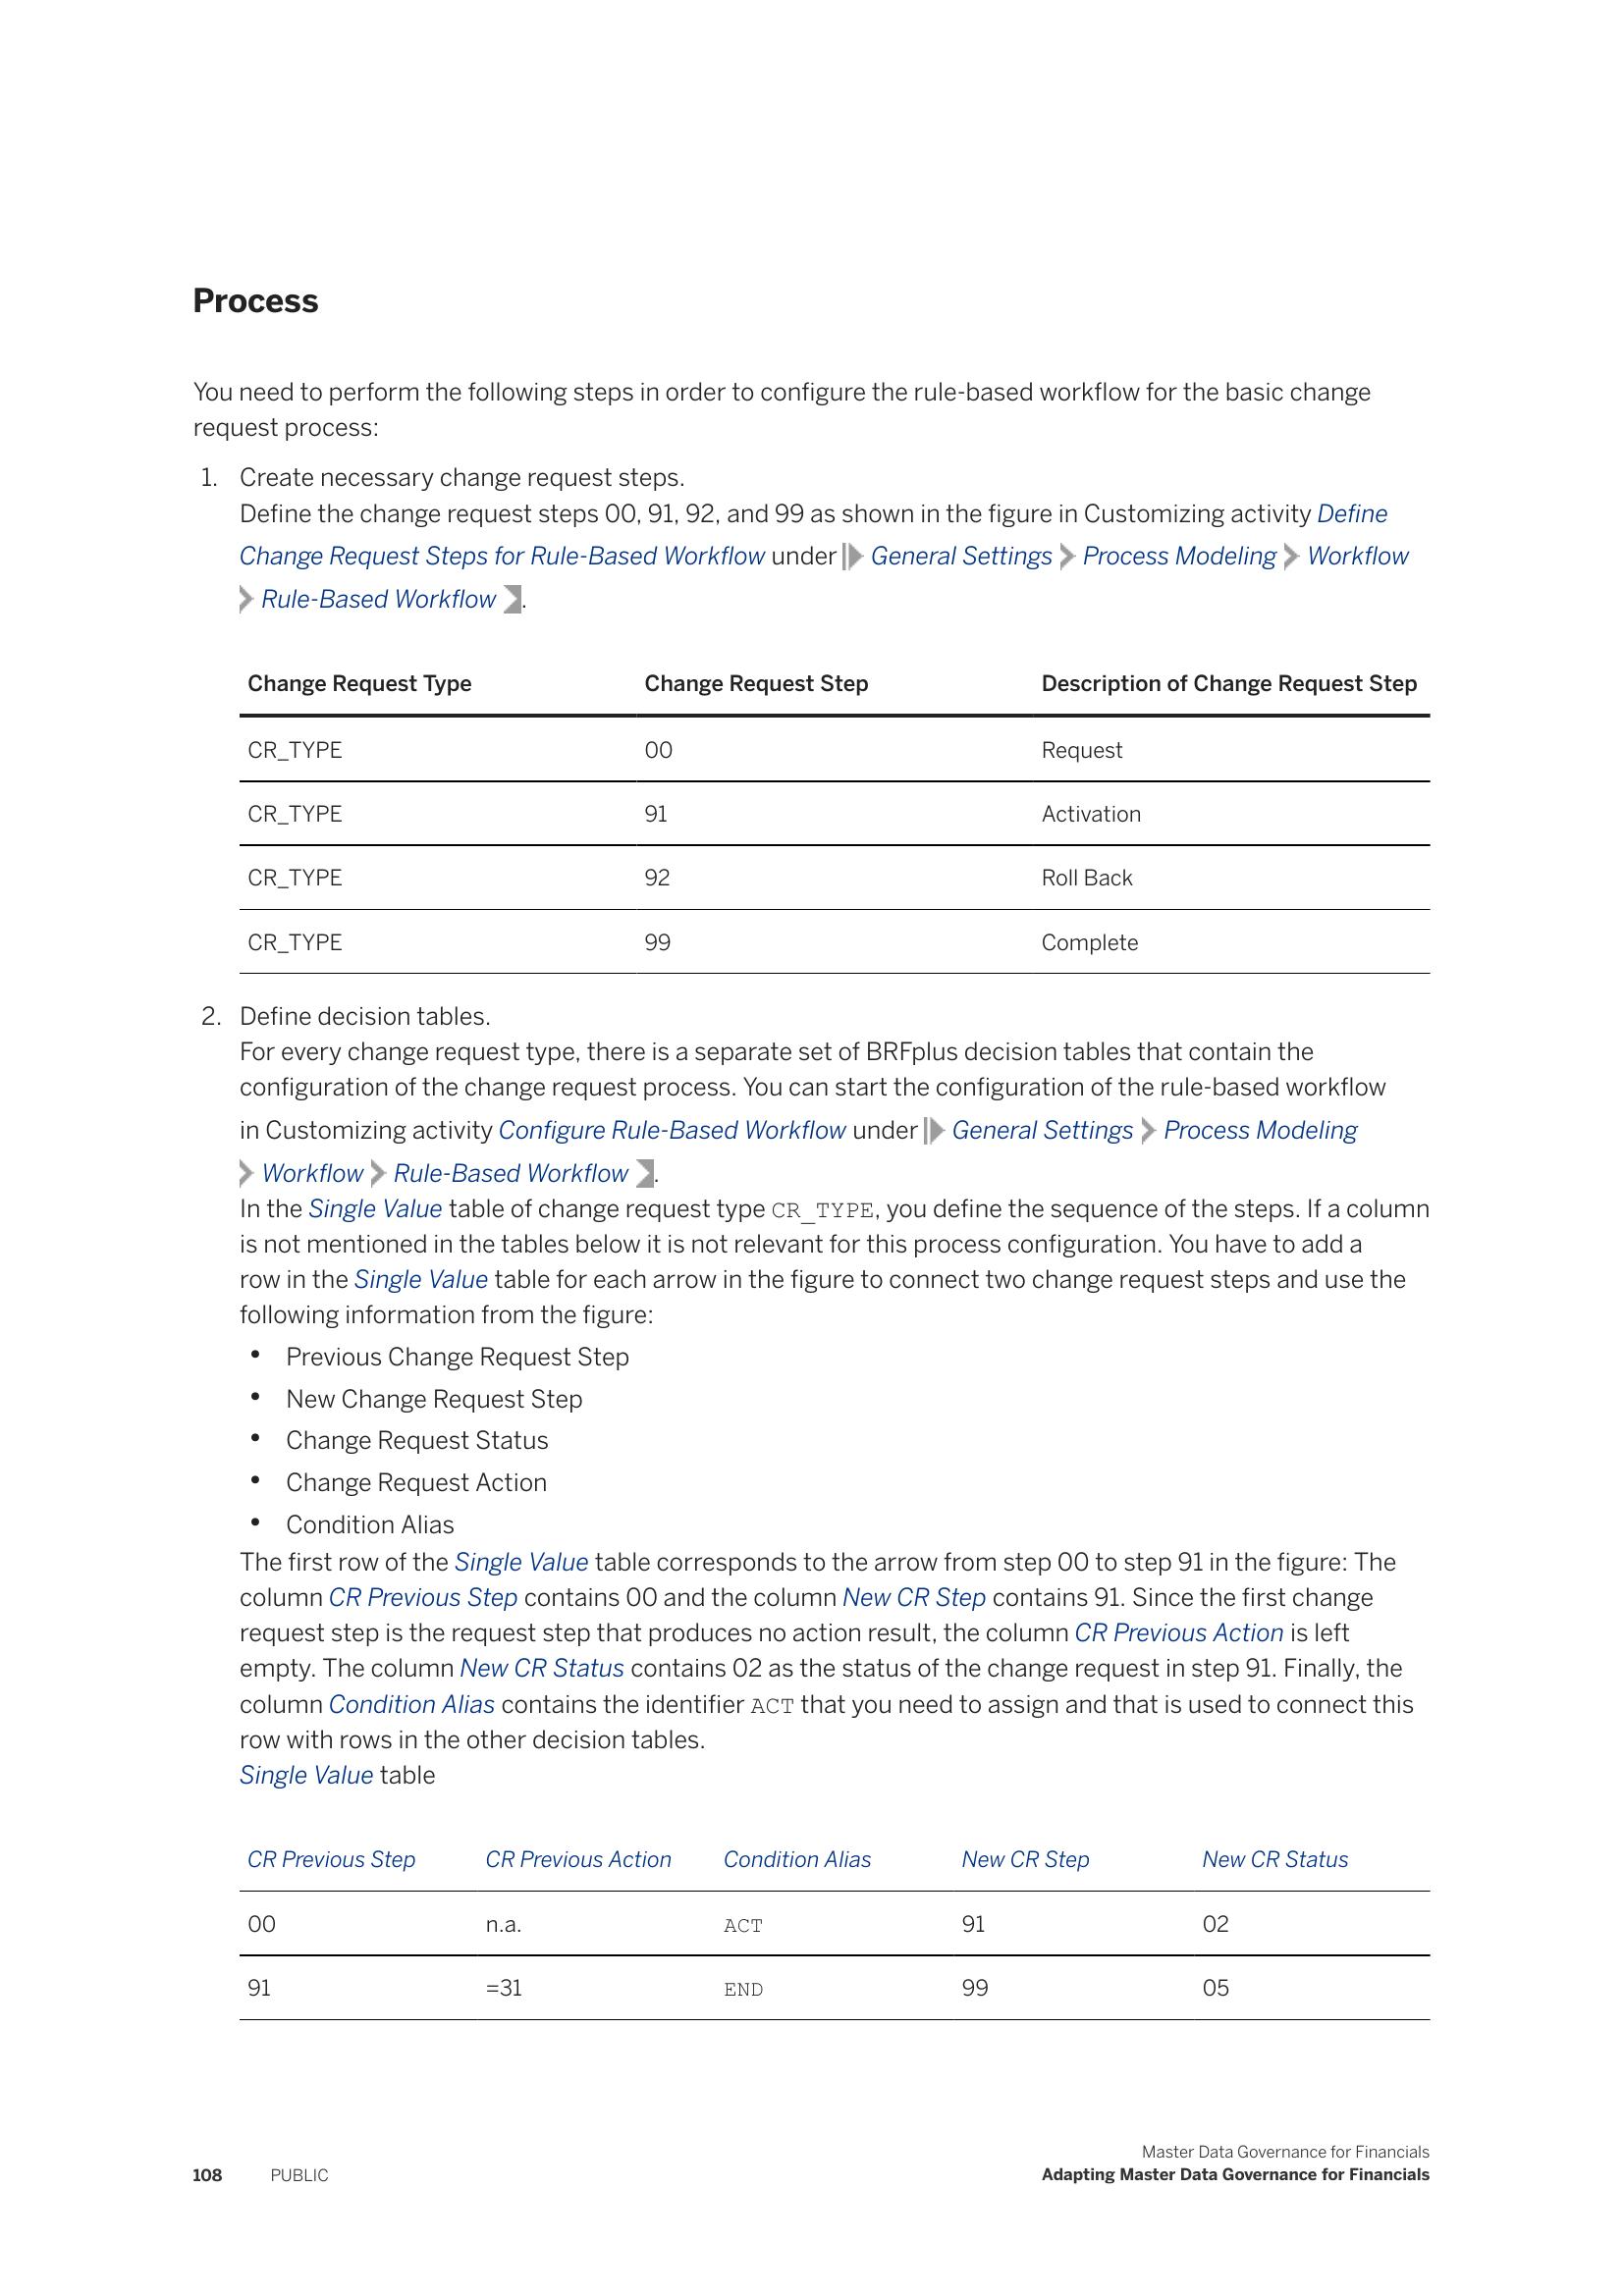 Process
You need to perform the following steps in order to configure the rule-based workflow for the basic change
request process:
1. Create necessary change request steps.
Define the change request steps 00, 91, 92, and 99 as shown in the figure in Customizing activity Define
Change Request Steps for Rule-Based Workflow under General Settings Process Modeling Workflow
Rule-Based Workflow .
Change Request Type Change Request Step Description of Change Request Step
CR_TYPE 00 Request
CR_TYPE 91 Activation
CR_TYPE 92 Roll Back
CR_TYPE 99 Complete
2. Define decision tables.
For every change request type, there is a separate set of BRFplus decision tables that contain the
configuration of the change request process. You can start the configuration of the rule-based workflow
in Customizing activity Configure Rule-Based Workflow under General Settings Process Modeling
Workflow Rule-Based Workflow .
In the Single Value table of change request type CR_TYPE, you define the sequence of the steps. If a column
is not mentioned in the tables below it is not relevant for this process configuration. You have to add a
row in the Single Value table for each arrow in the figure to connect two change request steps and use the
following information from the figure:
• Previous Change Request Step
• New Change Request Step
• Change Request Status
• Change Request Action
• Condition Alias
The first row of the Single Value table corresponds to the arrow from step 00 to step 91 in the figure: The
column CR Previous Step contains 00 and the column New CR Step contains 91. Since the first change
request step is the request step that produces no action result, the column CR Previous Action is left
empty. The column New CR Status contains 02 as the status of the change request in step 91. Finally, the
column Condition Alias contains the identifier ACT that you need to assign and that is used to connect this
row with rows in the other decision tables.
Single Value table
CR Previous Step CR Previous Action Condition Alias New CR Step New CR Status
00 n.a. ACT 91 02
91 =31 END 99 05
Master Data Governance for Financials
108 PUBLIC Adapting Master Data Governance for Financials